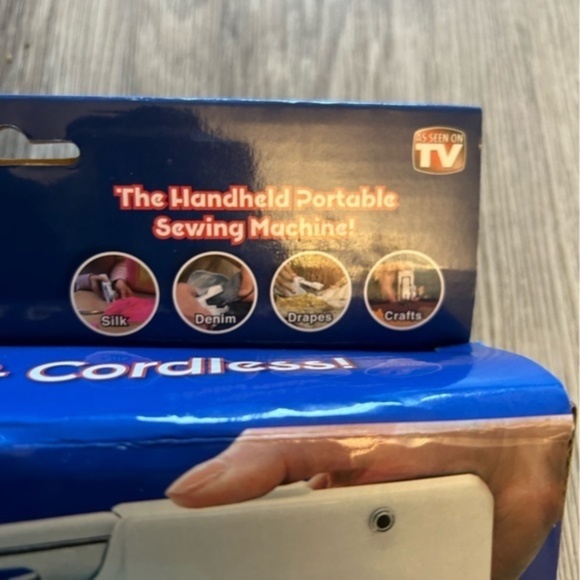 AS SEEN ON
TV
The Handheld Portable
Sewing Machine!
Silk
Denim
Drapes
Crafts
& Cordless!